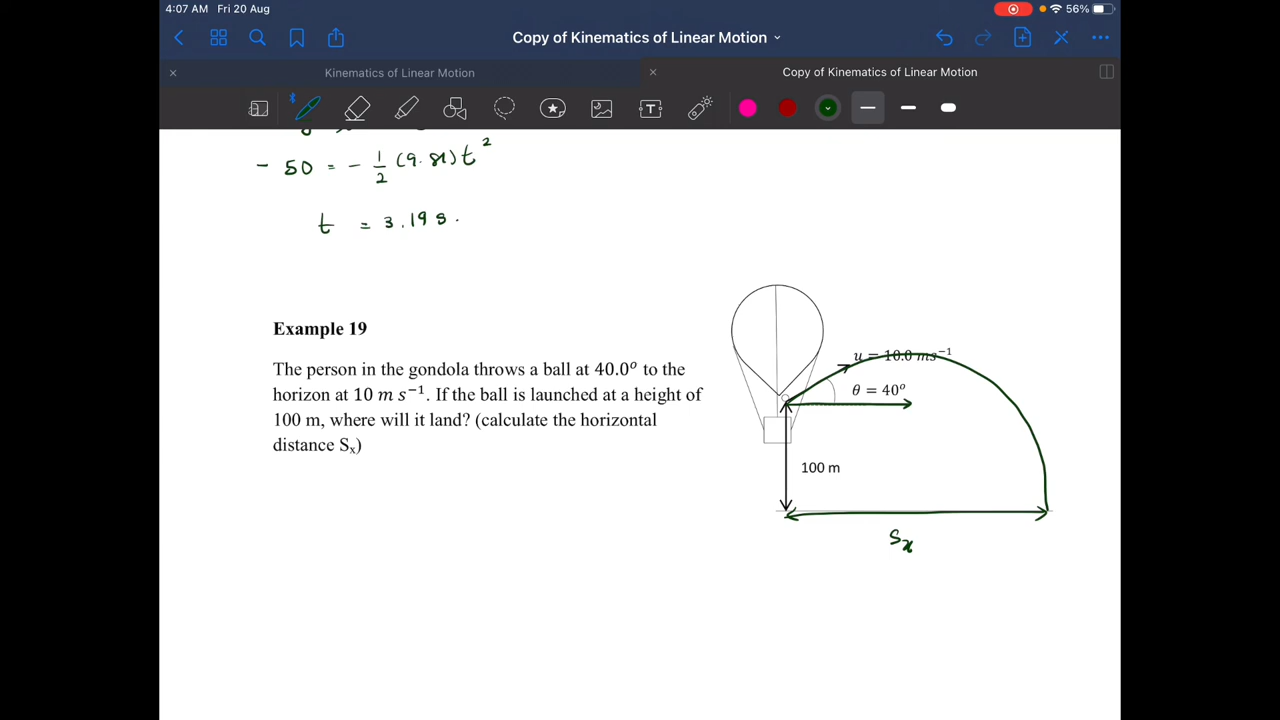 4:07 AM Fri 20 Aug
56%
Copy of Kinematics of Linear Motion
Kinematics of Linear Motion
Copy of Kinematics of Linear Motion
T
- 50 = - 1/2 (9.81) t²
t = 3.19 s.
Example 19
The person in the gondola throws a ball at 40.0° to the
horizon at 10 m s⁻¹. If the ball is launched at a height of
100 m, where will it land? (calculate the horizontal
distance Sₓ)
u = 10.0 ms⁻¹
θ = 40°
100 m
Sₓ